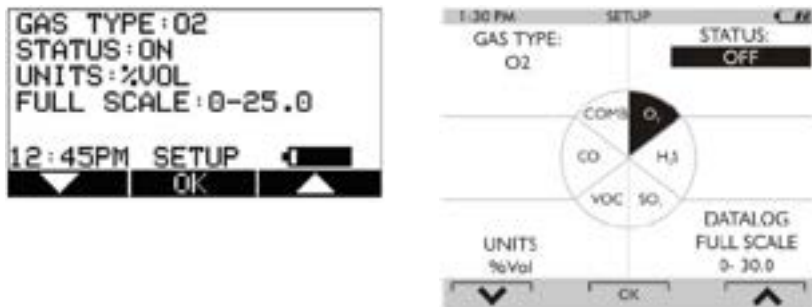 GAS TYPE:O2
STATUS:ON
UNITS:%VOL
FULL SCALE:0-25.0
12:45PM SETUP
OK
1:30 PM SETUP
GAS TYPE:
O2
STATUS:
OFF
COMB O₂
CO H₂S
VOC SO₂
UNITS
%Vol
DATALOG
FULL SCALE
0- 30.0
OK